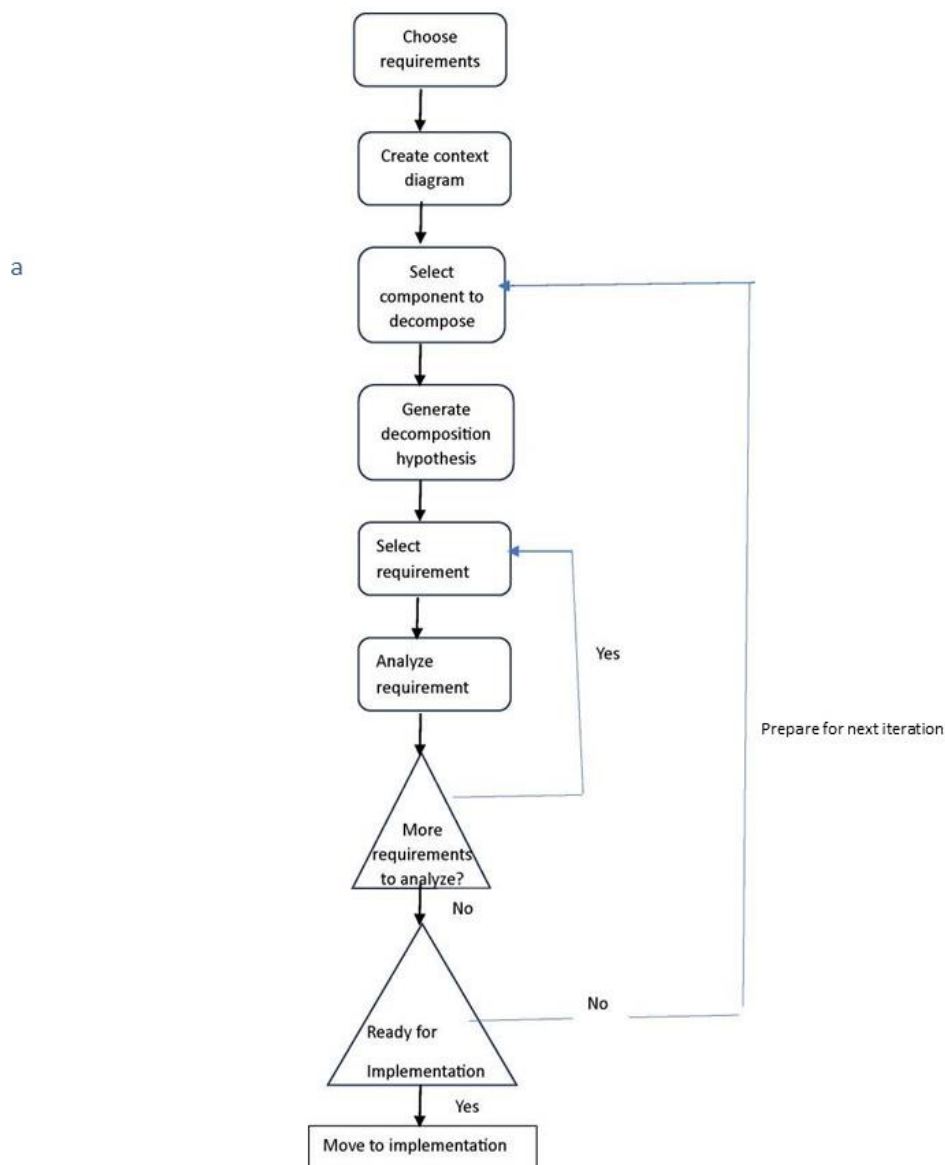 Choose
requirements
Create context
diagram
a
Select
component to
decompose
Generate
decomposition
hypothesis
Select
requirement
Yes
Analyze
requirement
Prepare for next iteration
More
requirements
to analyze?
No
No
Ready for
Implementation
Yes
Move to implementation